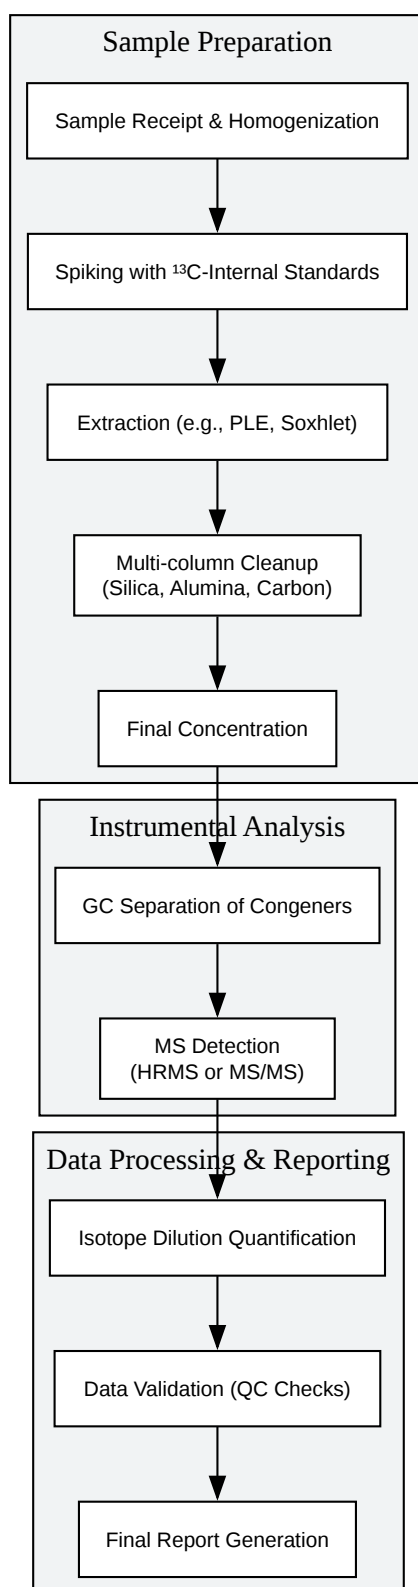 Sample Preparation
Sample Receipt & Homogenization
Spiking with ¹³C-Internal Standards
Extraction (e.g., PLE, Soxhlet)
Multi-column Cleanup
(Silica, Alumina, Carbon)
Final Concentration
Instrumental Analysis
GC Separation of Congeners
MS Detection
(HRMS or MS/MS)
Data Processing & Reporting
Isotope Dilution Quantification
Data Validation (QC Checks)
Final Report Generation